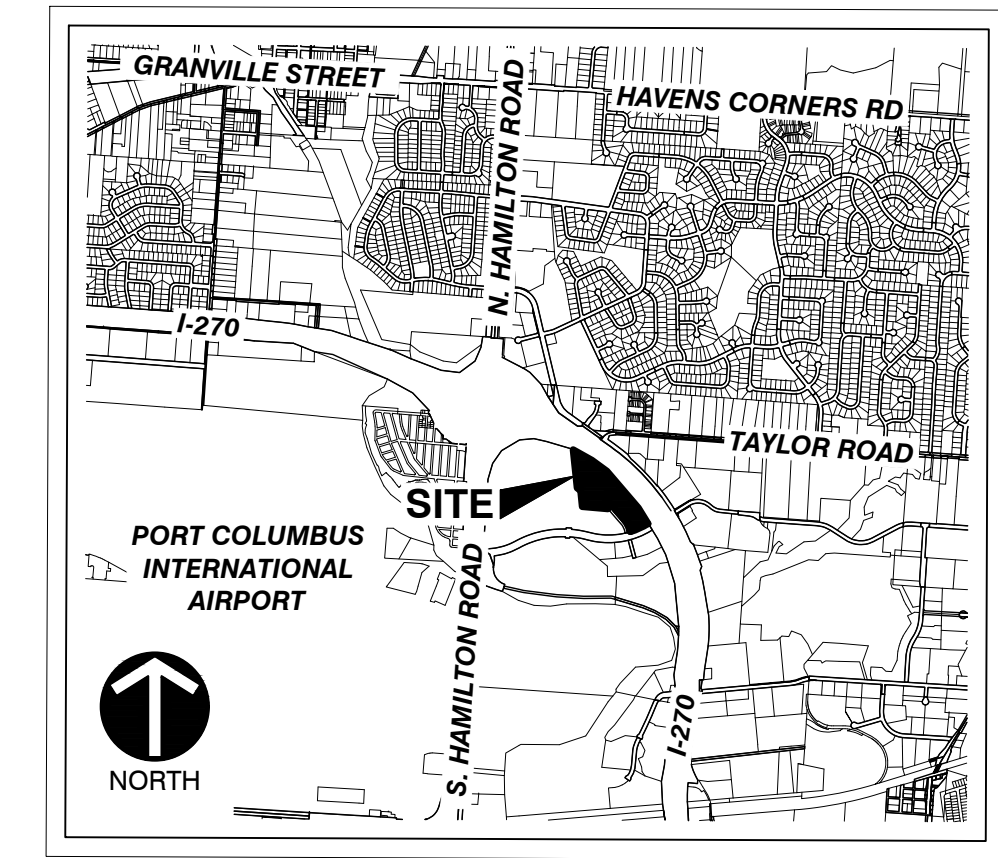 GRANVILLE STREET
HAVENS CORNERS RD
N. HAMILTON ROAD
I-270
TAYLOR ROAD
SITE
PORT COLUMBUS
INTERNATIONAL
AIRPORT
S. HAMILTON ROAD
I-270
NORTH